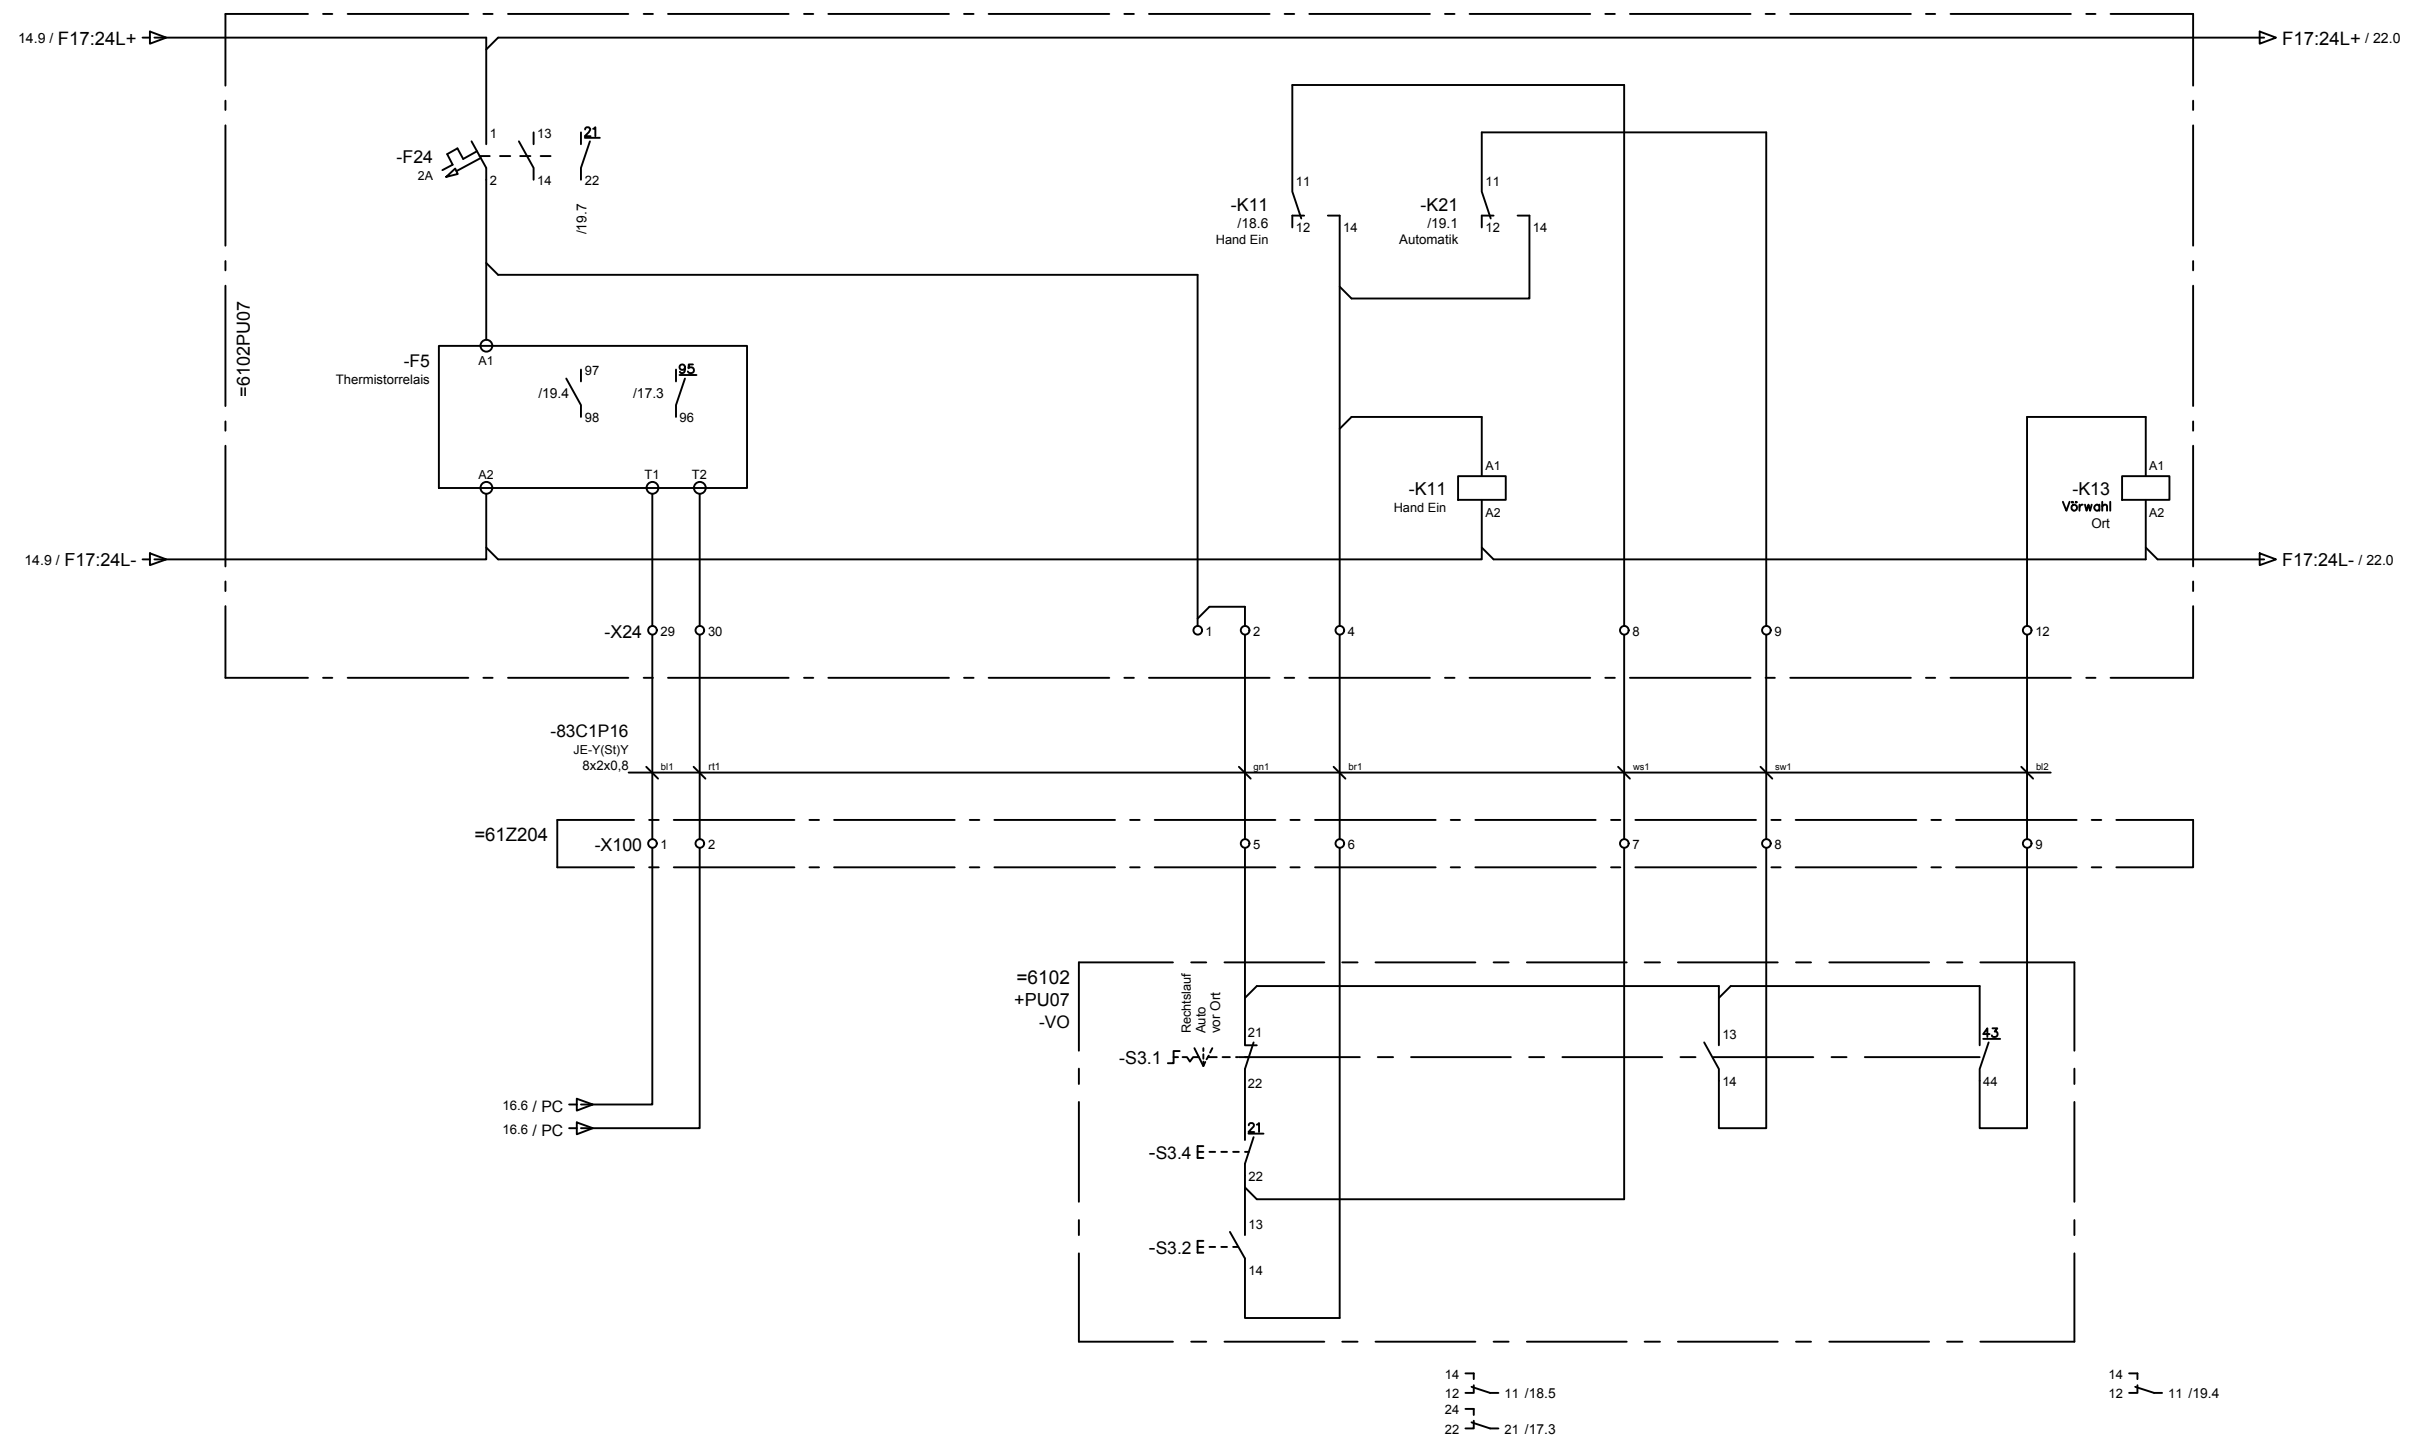 14.9 / F17:24L+
F17:24L+ / 22.0
=6102PU07
-F24
2A
1
2
13
14
21
22
/19.7
-K11
/18.6
Hand Ein
11
12
14
-K21
/19.1
Automatik
11
12
14
-F5
Thermistorrelais
A1
/19.4
97
98
/17.3
95
96
A2
T1
T2
-K11
Hand Ein
A1
A2
-K13
Vörwahl
Ort
A1
A2
14.9 / F17:24L-
F17:24L- / 22.0
-X24
29
30
1
2
4
8
9
12
-83C1P16
JE-Y(St)Y
8x2x0,8
bl1
rt1
gn1
br1
ws1
sw1
bl2
=61Z204
-X100
1
2
5
6
7
8
9
=6102
+PU07
-VO
Rechtslauf
Auto
vor Ort
-S3.1
21
22
13
14
43
44
16.6 / PC
16.6 / PC
-S3.4
21
22
-S3.2
13
14
14
12
11 /18.5
24
22
21 /17.3
14
12
11 /19.4